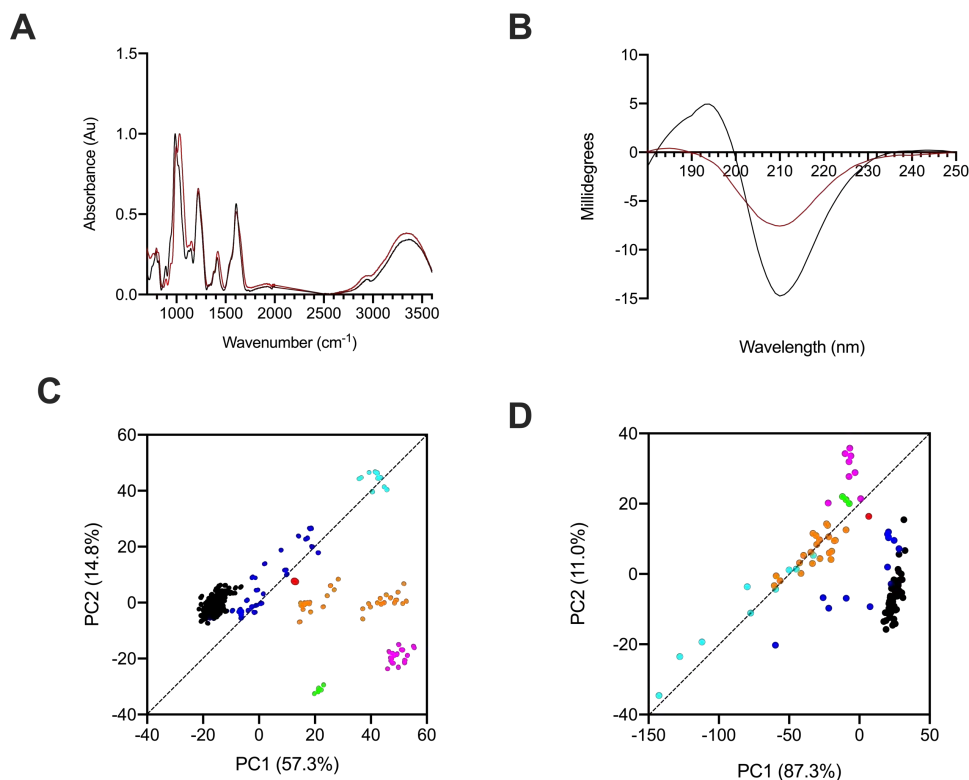 A
B
1.5
1.0
0.5
0.0
Absorbance (Au)
1000 1500 2000 2500 3000 3500
Wavenumber (cm-1)
10
5
0
-5
-10
-15
Millidegrees
190 200 210 220 230 240 250
Wavelength (nm)
C
D
60
40
20
0
-20
-40
PC2 (14.8%)
-40 -20 0 20 40 60
PC1 (57.3%)
40
20
0
-20
-40
PC2 (11.0%)
-150 -100 -50 0 50
PC1 (87.3%)